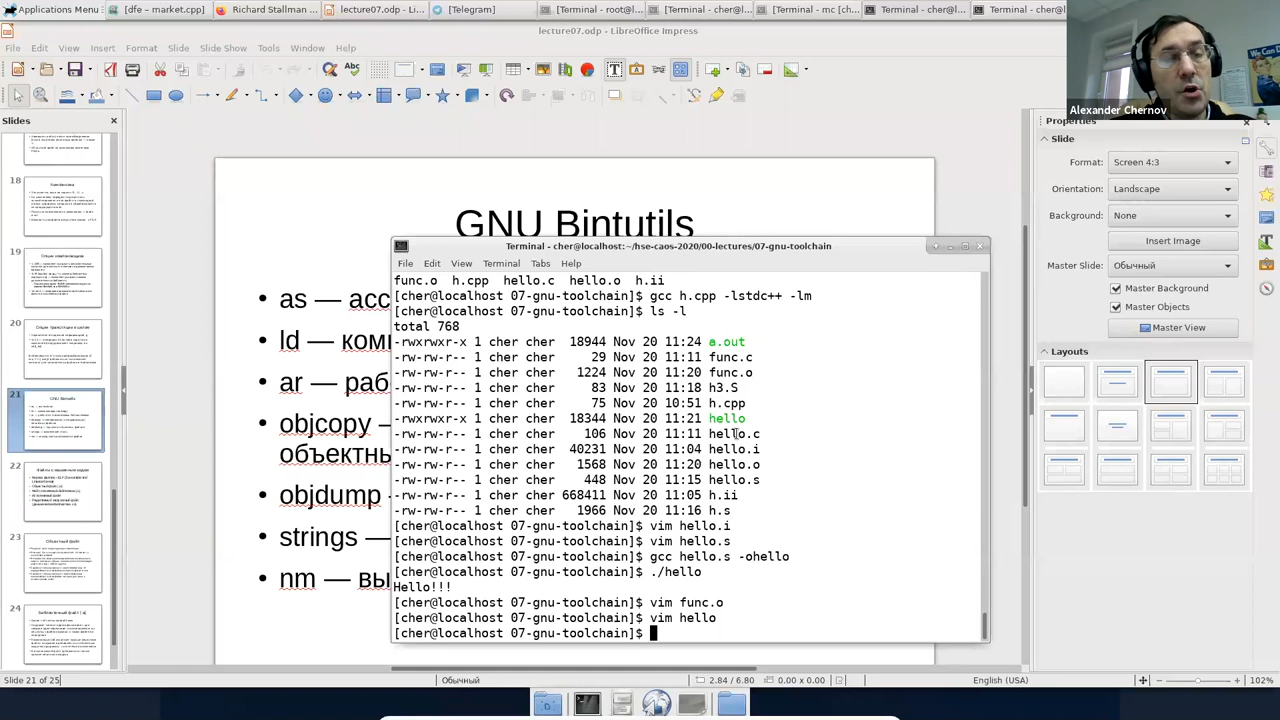 Applications Menu
[dfe – market.cpp]
Richard Stallman ...
lecture07.odp - Li...
[Telegram]
[Terminal - root@l...
[Terminal - cher@l...
[Terminal - mc [ch...
[Terminal - cher@l...
[Terminal - cher@l
lecture07.odp - LibreOffice Impress
File Edit View Insert Format Slide Slide Show Tools Window Help
Slides
18
19
20
21
22
23
24
GNU Bintutils
as — асс
ld — комп
ar — раб
objcopy —
объектны
objdump
strings —
nm — вы
Terminal - cher@localhost:~/hse-caos-2020/00-lectures/07-gnu-toolchain
File Edit View Terminal Tabs Help
func.o h.cpp hello.c hello.o h.ii
[cher@localhost 07-gnu-toolchain]$ gcc h.cpp -lstdc++ -lm
[cher@localhost 07-gnu-toolchain]$ ls -l
total 768
-rwxrwxr-x 1 cher cher 18944 Nov 20 11:24 a.out
-rw-rw-r-- 1 cher cher 29 Nov 20 11:11 func.c
-rw-rw-r-- 1 cher cher 1224 Nov 20 11:20 func.o
-rw-rw-r-- 1 cher cher 83 Nov 20 11:18 h3.S
-rw-rw-r-- 1 cher cher 75 Nov 20 10:51 h.cpp
-rwxrwxr-x 1 cher cher 18344 Nov 20 11:21 hello
-rw-rw-r-- 1 cher cher 106 Nov 20 11:11 hello.c
-rw-rw-r-- 1 cher cher 40231 Nov 20 11:04 hello.i
-rw-rw-r-- 1 cher cher 1568 Nov 20 11:20 hello.o
-rw-rw-r-- 1 cher cher 448 Nov 20 11:15 hello.s
-rw-rw-r-- 1 cher cher 668411 Nov 20 11:05 h.ii
-rw-rw-r-- 1 cher cher 1966 Nov 20 11:16 h.s
[cher@localhost 07-gnu-toolchain]$ vim hello.i
[cher@localhost 07-gnu-toolchain]$ vim hello.s
[cher@localhost 07-gnu-toolchain]$ gcc hello.s -o hello
[cher@localhost 07-gnu-toolchain]$ ./hello
Hello!!!
[cher@localhost 07-gnu-toolchain]$ vim func.o
[cher@localhost 07-gnu-toolchain]$ vim hello
[cher@localhost 07-gnu-toolchain]$
We Can D
Alexander Chernov
Properties
Slide
Format: Screen 4:3
Orientation: Landscape
Background: None
Insert Image
Master Slide: Обычный
Master Background
Master Objects
Master View
Layouts
Slide 21 of 25
Обычный
2.84 / 6.80
0.00 x 0.00
English (USA)
102%